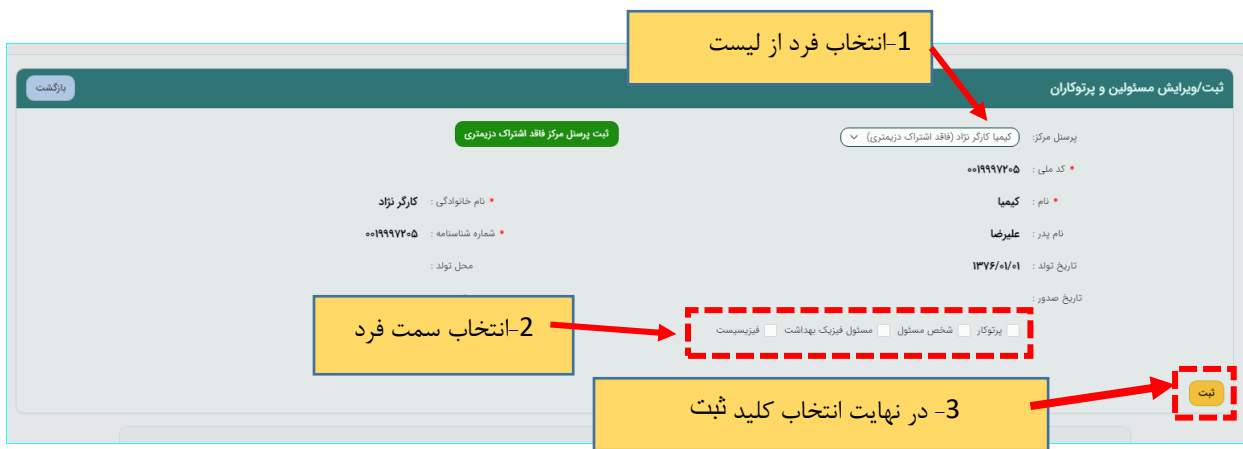 1-انتخاب فرد از لیست
ثبت/ویرایش مسئولین و پرتوکاران
بازگشت
پرسنل مرکز: کیمیا کارگر نژاد (فاقد اشتراک دزیمتری)
ثبت پرسنل مرکز فاقد اشتراک دزیمتری
* کد ملی : ۰۰۱۹۹۹۷۲۰۵
* نام : کیمیا
* نام خانوادگی : کارگر نژاد
نام پدر : علیرضا
* شماره شناسنامه : ۰۰۱۹۹۹۷۲۰۵
تاریخ تولد : ۱۳۷۶/۰۱/۰۱
محل تولد :
تاریخ صدور :
پرتوکار شخص مسئول مسئول فیزیک بهداشت فیزیسیست
2-انتخاب سمت فرد
ثبت
3- در نهایت انتخاب کلید ثبت